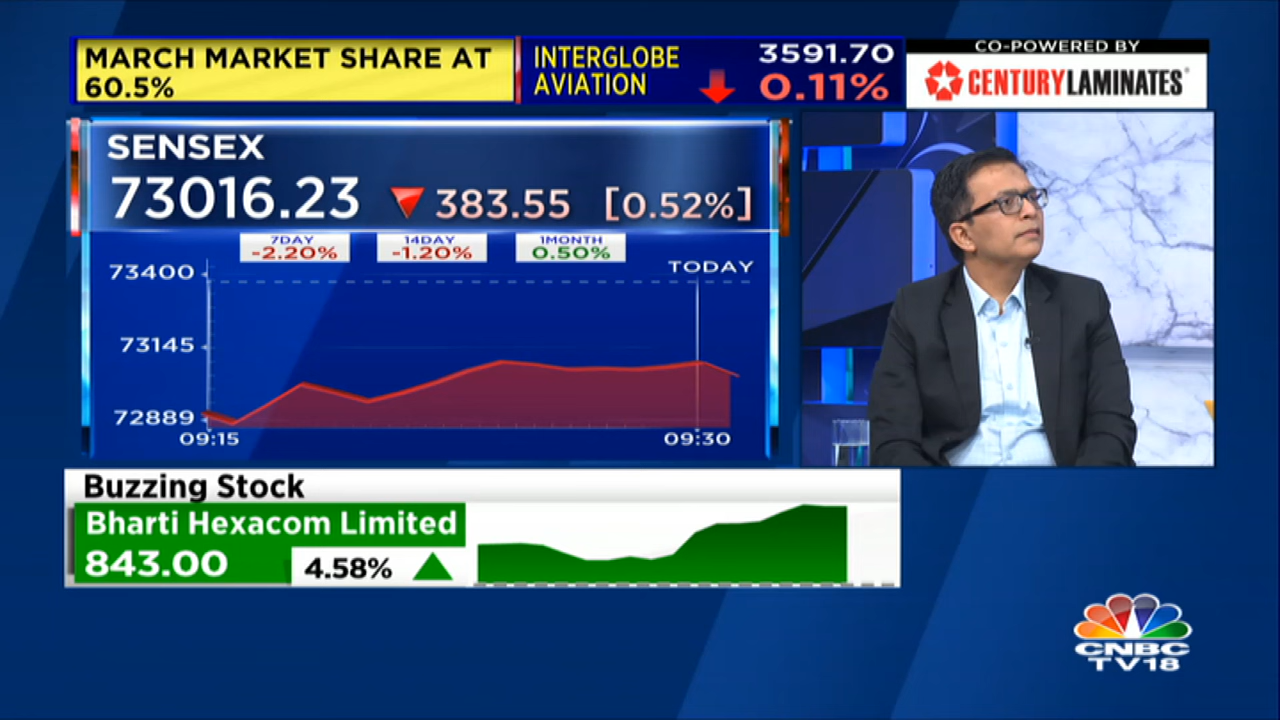 MARCH MARKET SHARE AT
60.5%
INTERGLOBE
AVIATION
3591.70
0.11%
CO-POWERED BY
CENTURYLAMINATES®
SENSEX
73016.23 ▼ 383.55 [0.52%]
7DAY
-2.20%
14DAY
-1.20%
1MONTH
0.50%
TODAY
73400
73145
72889
09:15
09:30
Buzzing Stock
Bharti Hexacom Limited
843.00
4.58%
CNBC
TV18